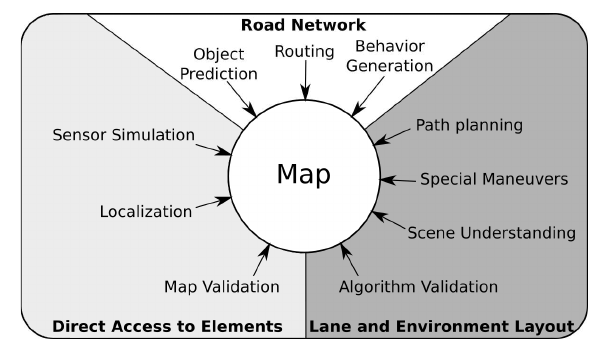 Road Network
Object
Prediction
Routing
Behavior
Generation
Sensor Simulation
Path planning
Map
Special Maneuvers
Localization
Scene Understanding
Map Validation
Algorithm Validation
Direct Access to Elements
Lane and Environment Layout